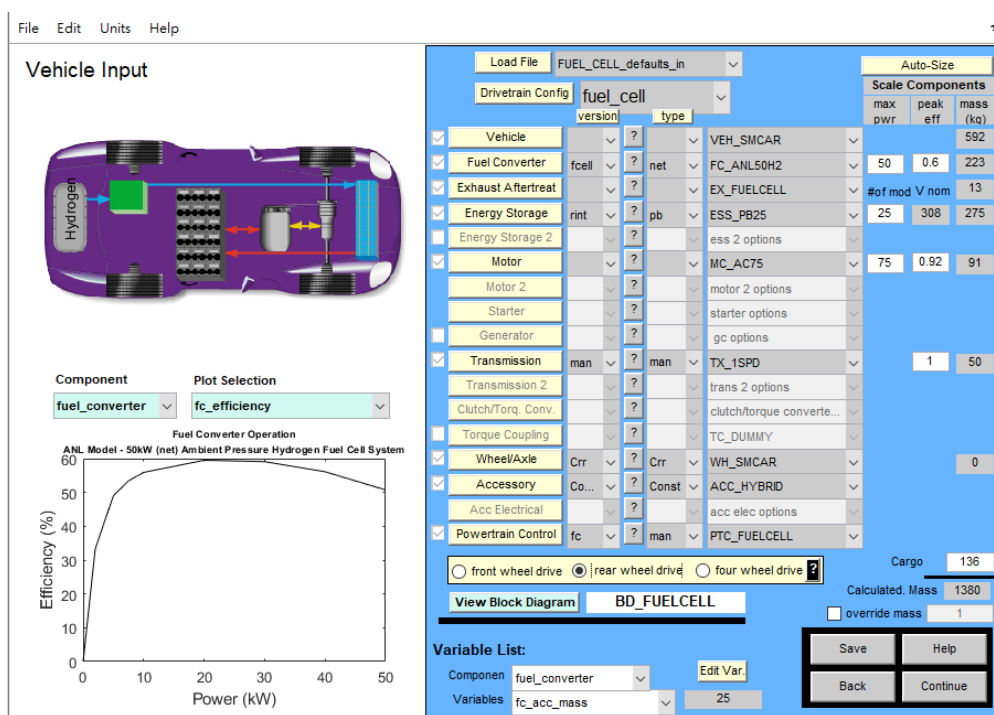 File Edit Units Help
Vehicle Input
Hydrogen
Component Plot Selection
fuel_converter fc_efficiency
Fuel Converter Operation
ANL Model - 50kW (net) Ambient Pressure Hydrogen Fuel Cell System
Efficiency (%)
60
50
40
30
20
10
0
0 10 20 30 40 50
Power (kW)
Load File FUEL_CELL_defaults_in
Drivetrain Config fuel_cell
Auto-Size
Scale Components
version type max pwr peak eff mass (kg)
Vehicle ? VEH_SMCAR 592
Fuel Converter fcell ? net FC_ANL50H2 50 0.6 223
Exhaust Aftertreat ? EX_FUELCELL #of mod V nom 13
Energy Storage rint ? pb ESS_PB25 25 308 275
Energy Storage 2 ? ess 2 options
Motor ? MC_AC75 75 0.92 91
Motor 2 ? motor 2 options
Starter ? starter options
Generator ? gc options
Transmission man ? man TX_1SPD 1 50
Transmission 2 ? trans 2 options
Clutch/Torq. Conv. ? clutch/torque converte...
Torque Coupling ? TC_DUMMY
Wheel/Axle Crr ? Crr WH_SMCAR 0
Accessory Co... ? Const ACC_HYBRID
Acc Electrical ? acc elec options
Powertrain Control fc ? man PTC_FUELCELL
front wheel drive rear wheel drive four wheel drive ?
Cargo 136
View Block Diagram BD_FUELCELL
Calculated. Mass 1380
override mass 1
Variable List:
Componen fuel_converter Edit Var.
Variables fc_acc_mass 25
Save Help
Back Continue